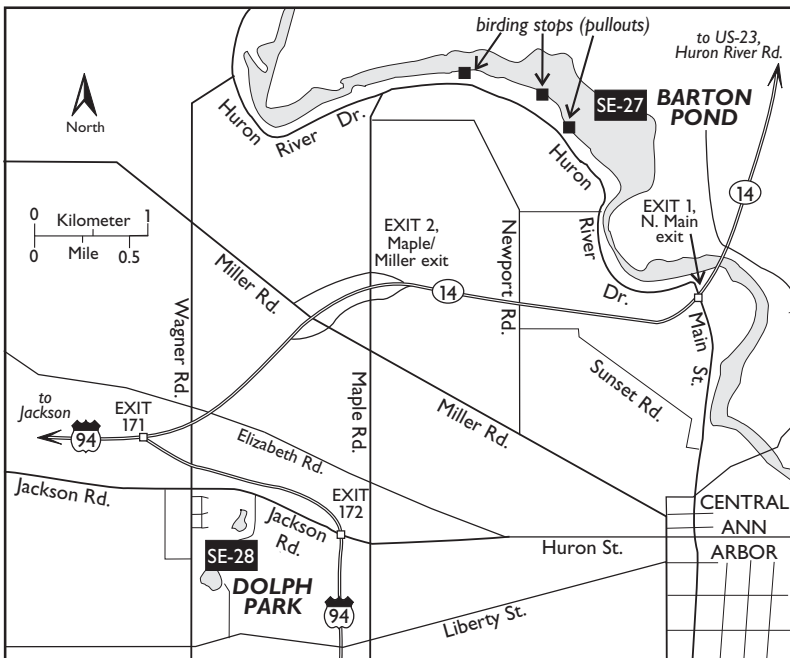 birding stops (pullouts)
to US-23,
Huron River Rd.
North
SE-27
BARTON
POND
Huron
River
Dr.
Huron
River
Dr.
14
EXIT 1,
N. Main
exit
0
Kilometer
1
0
Mile
0.5
EXIT 2,
Maple/
Miller exit
Miller Rd.
14
Newport Rd.
Wagner Rd.
Maple Rd.
Main St.
Sunset Rd.
to
Jackson
94
EXIT
171
Elizabeth Rd.
Miller Rd.
Jackson Rd.
Jackson
Rd.
EXIT
172
CENTRAL
ANN
ARBOR
Huron St.
SE-28
DOLPH
PARK
94
Liberty St.